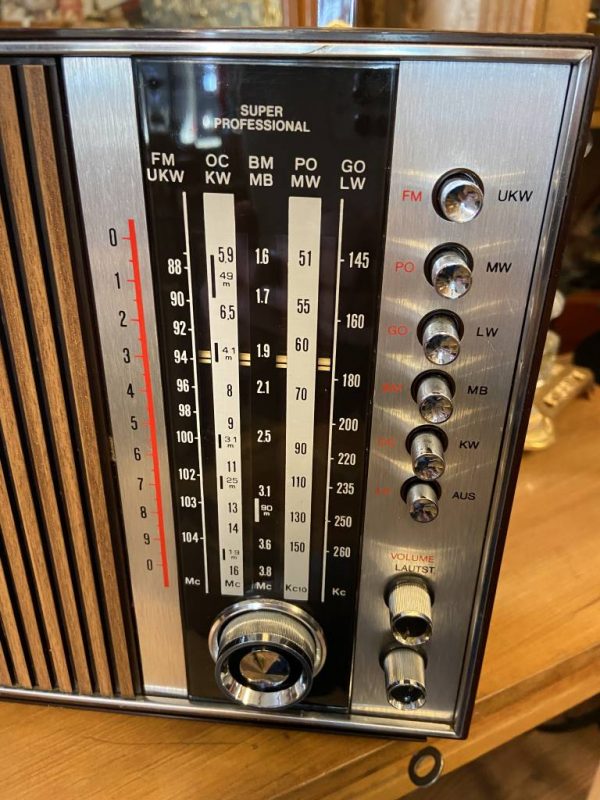 SUPER
PROFESSIONAL
FM OC BM PO GO
UKW KW MB MW LW
0
1
2
3
4
5
6
7
8
9
0
88
90
92
94
96
98
100
102
103
104
Mc
5,9
49
m
6,5
41
8
9
31
m
11
25
m
13
14
19
m
16
Mc
1.6
1.7
1.9
2.1
2.5
3.1
90
m
3.6
3.8
Mc
51
55
60
70
90
110
130
150
Kc10
145
160
180
200
220
235
250
260
Kc
FM UKW
PO MW
GO LW
MB
KW
AUS
VOLUME
LAUTST